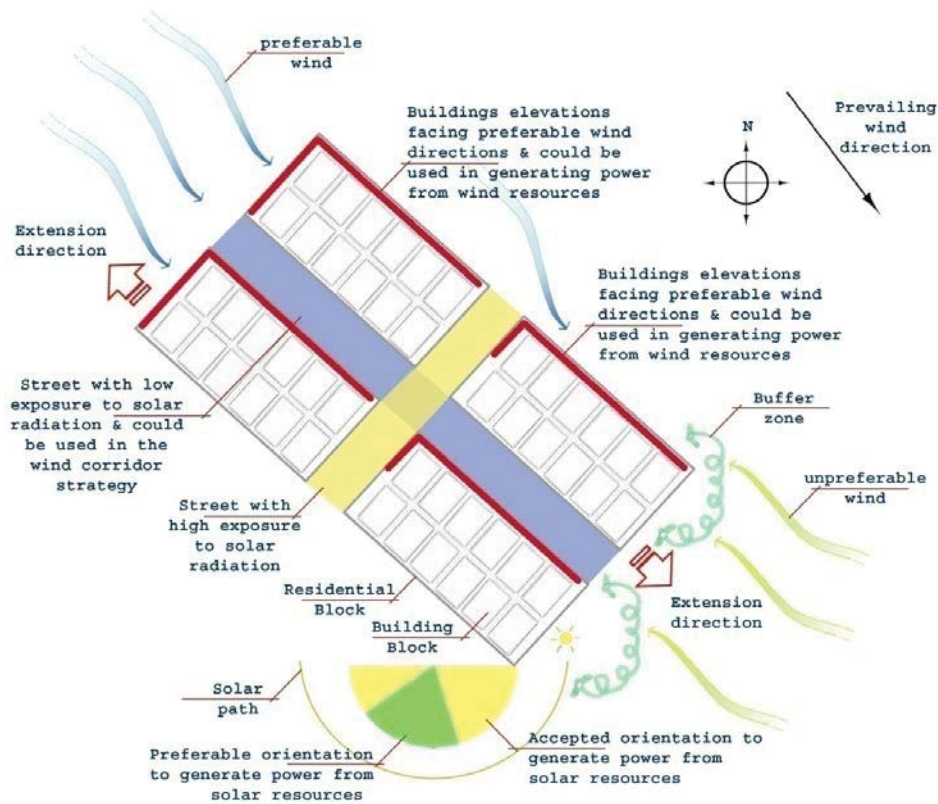 preferable
wind
Buildings elevations
facing preferable wind
directions & could be
used in generating power
from wind resources
N
Prevailing
wind
direction
Extension
direction
Buildings elevations
facing preferable wind
directions & could be
used in generating power
from wind resources
Street with low
exposure to solar
radiation & could
be used in the
wind corridor
strategy
Buffer
zone
unpreferable
wind
Street with
high exposure
to solar
radiation
Residential
Block
Building
Block
Extension
direction
Solar
path
Preferable orientation
to generate power from
solar resources
Accepted orientation to
generate power from
solar resources